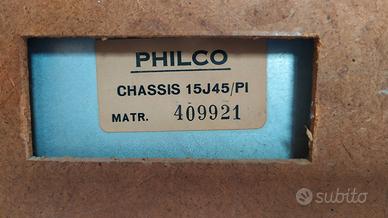 PHILCO
CHASSIS 15J45/PI
MATR. 409921
subito